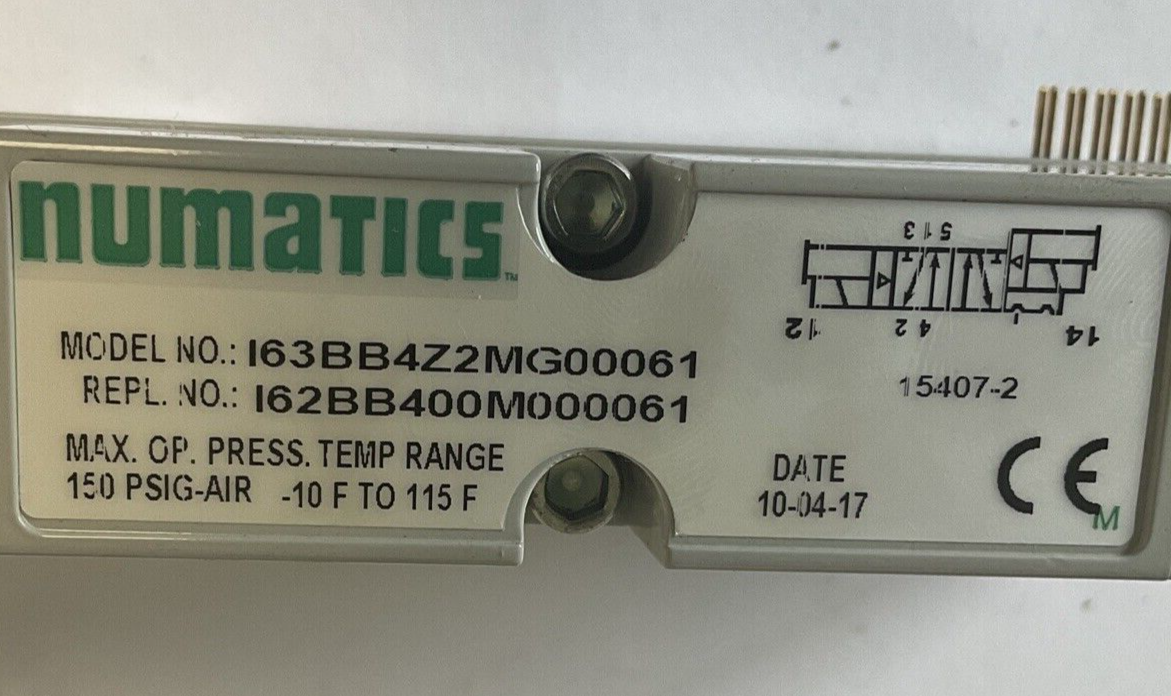 numatics™
MODEL NO.: I63BB4Z2MG00061
REPL. NO.: I62BB400M000061
MAX. OP. PRESS. TEMP RANGE
150 PSIG-AIR -10 F TO 115 F
5 1 3
12 4 2 14
15407-2
DATE
10-04-17
CE
M